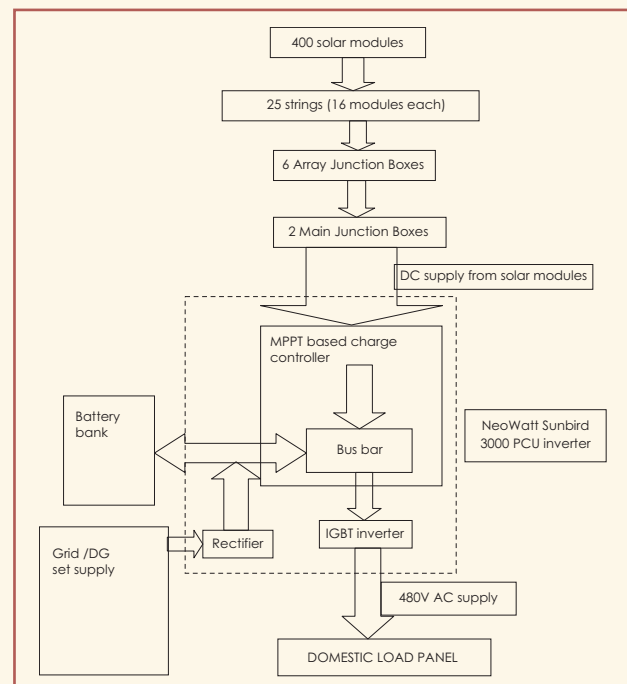 400 solar modules
25 strings (16 modules each)
6 Array Junction Boxes
2 Main Junction Boxes
DC supply from solar modules
MPPT based charge
controller
Battery
bank
Bus bar
NeoWatt Sunbird
3000 PCU inverter
Grid /DG
set supply
Rectifier
IGBT inverter
480V AC supply
DOMESTIC LOAD PANEL